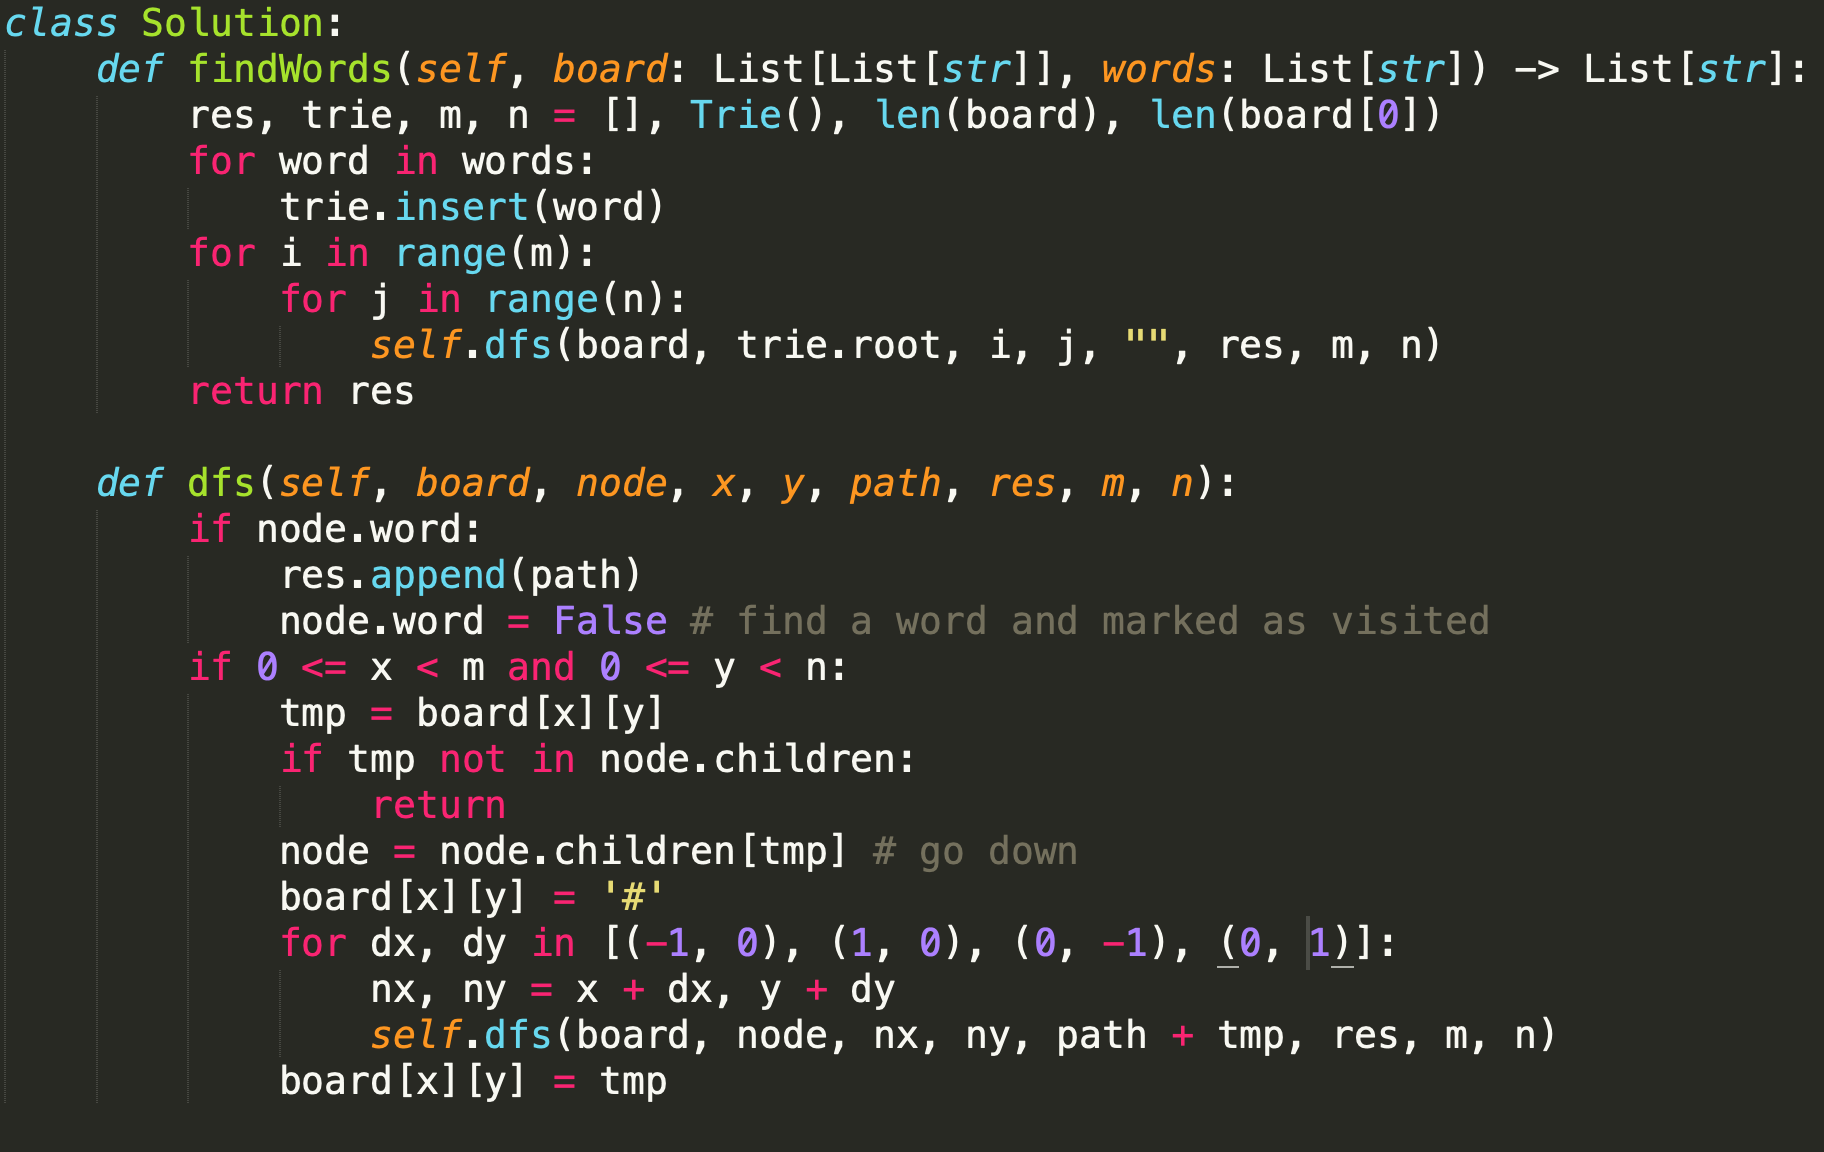 class Solution:
    def findWords(self, board: List[List[str]], words: List[str]) -> List[str]:
        res, trie, m, n = [], Trie(), len(board), len(board[0])
        for word in words:
            trie.insert(word)
        for i in range(m):
            for j in range(n):
                self.dfs(board, trie.root, i, j, "", res, m, n)
        return res

    def dfs(self, board, node, x, y, path, res, m, n):
        if node.word:
            res.append(path)
            node.word = False # find a word and marked as visited
        if 0 <= x < m and 0 <= y < n:
            tmp = board[x][y]
            if tmp not in node.children:
                return
            node = node.children[tmp] # go down
            board[x][y] = '#'
            for dx, dy in [(-1, 0), (1, 0), (0, -1), (0, 1)]:
                nx, ny = x + dx, y + dy
                self.dfs(board, node, nx, ny, path + tmp, res, m, n)
            board[x][y] = tmp